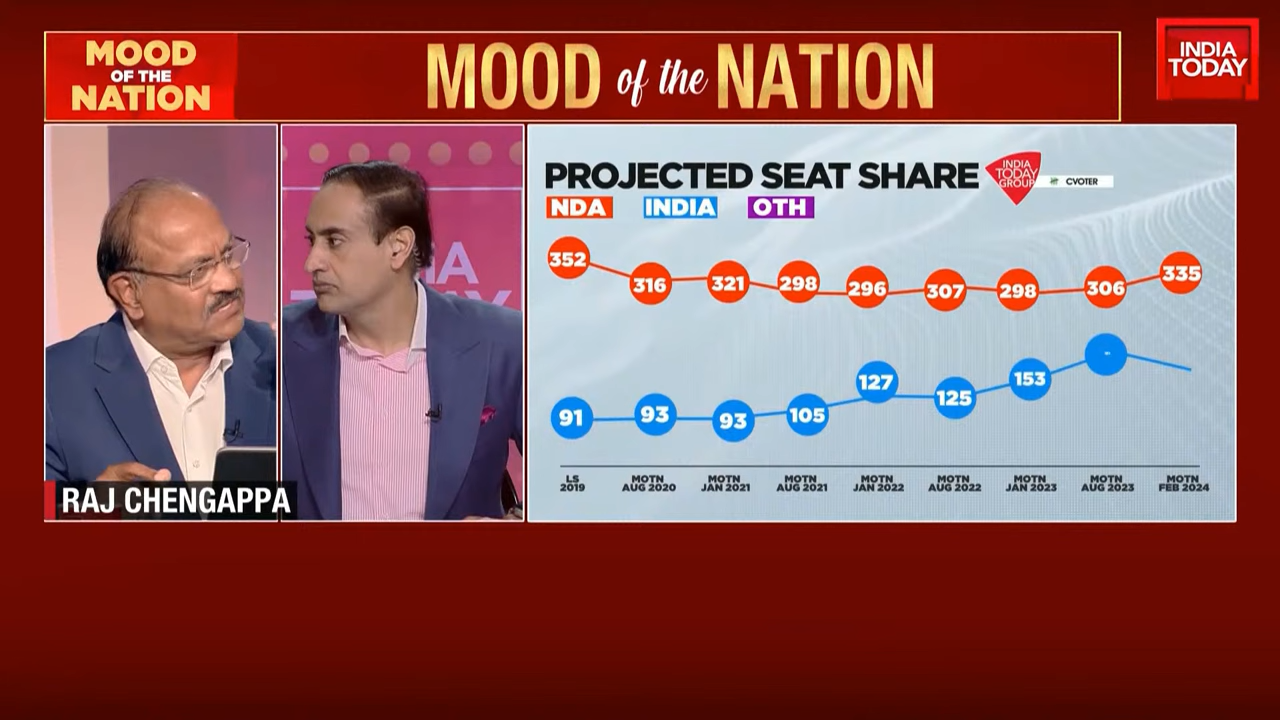 MOOD
OF THE
NATION
MOOD of the NATION
INDIA
TODAY
PROJECTED SEAT SHARE
INDIA
TODAY
GROUP
CVOTER
NDA
INDIA
OTH
352
316
321
298
296
307
298
306
335
91
93
93
105
127
125
153
LS
2019
MOTN
AUG 2020
MOTN
JAN 2021
MOTN
AUG 2021
MOTN
JAN 2022
MOTN
AUG 2022
MOTN
JAN 2023
MOTN
AUG 2023
MOTN
FEB 2024
RAJ CHENGAPPA